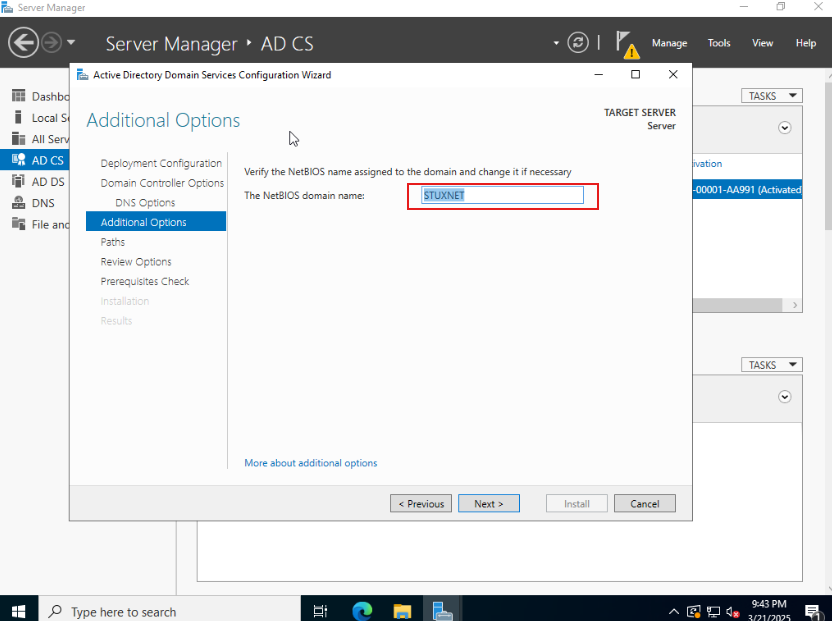 Server Manager
Server Manager • AD CS
Manage Tools View Help
Dashbo
Local Se
All Serv
AD CS
AD DS
DNS
File and
TASKS
ivation
-00001-AA991 (Activated
TASKS
Active Directory Domain Services Configuration Wizard
Additional Options
TARGET SERVER
Server
Deployment Configuration
Domain Controller Options
DNS Options
Additional Options
Paths
Review Options
Prerequisites Check
Installation
Results
Verify the NetBIOS name assigned to the domain and change it if necessary
The NetBIOS domain name: STUXNET
More about additional options
< Previous Next > Install Cancel
Type here to search
9:43 PM
3/21/2025
1